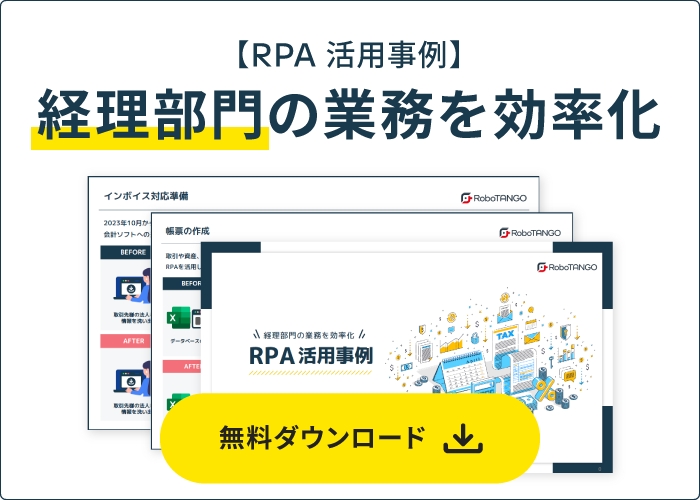 【RPA 活用事例】
経理部門の業務を効率化
インボイス対応準備
RoboTANGO
2023年10月から
会計ソフトへの
BEFORE
取引先様の法人
情報を洗い
AFTER
取引先様の法人
情報を洗い
帳票の作成
RoboTANGO
取引や資産、
RPAを活用し
BEFOR
データベース
AFTE
RoboTANGO
経理部門の業務を効率化
RPA 活用事例
TAX
無料ダウンロード